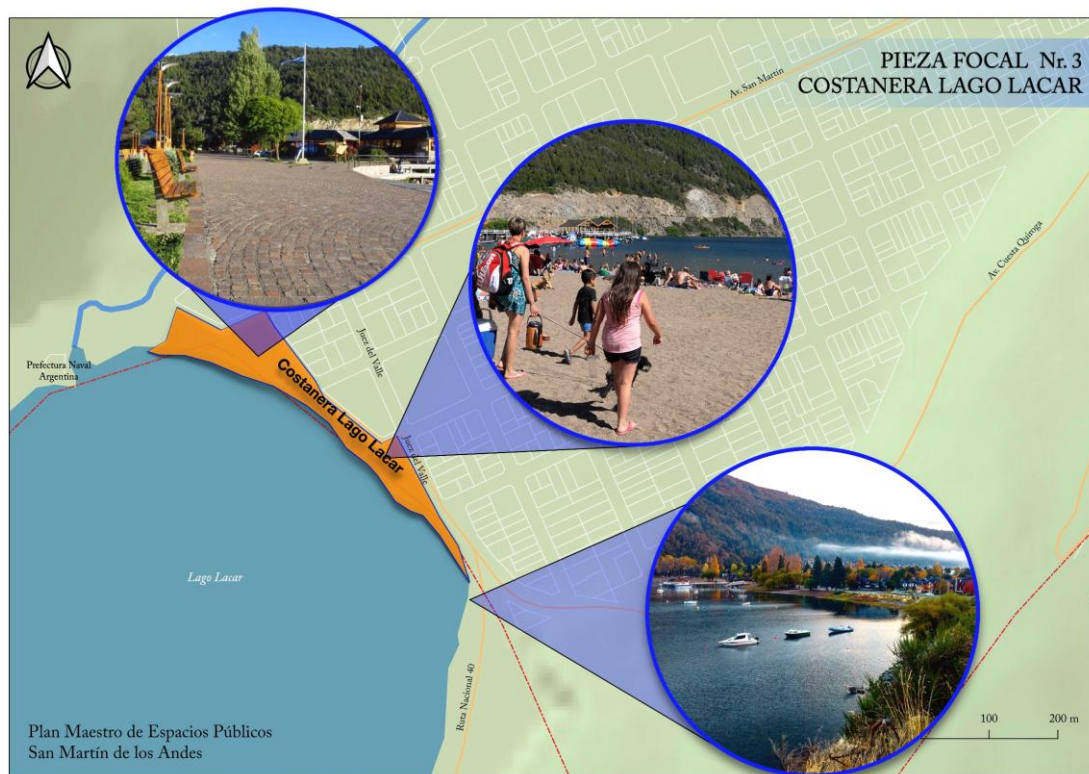 PIEZA FOCAL Nr. 3
COSTANERA LAGO LACAR
Av. San Martín
Av. Cuesta Quiroga
Juez del Valle
Prefectura Naval
Argentina
Costanera Lago Lacar
Juez del Valle
Lago Lacar
Ruta Nacional 40
Plan Maestro de Espacios Públicos
San Martín de los Andes
100
200 m